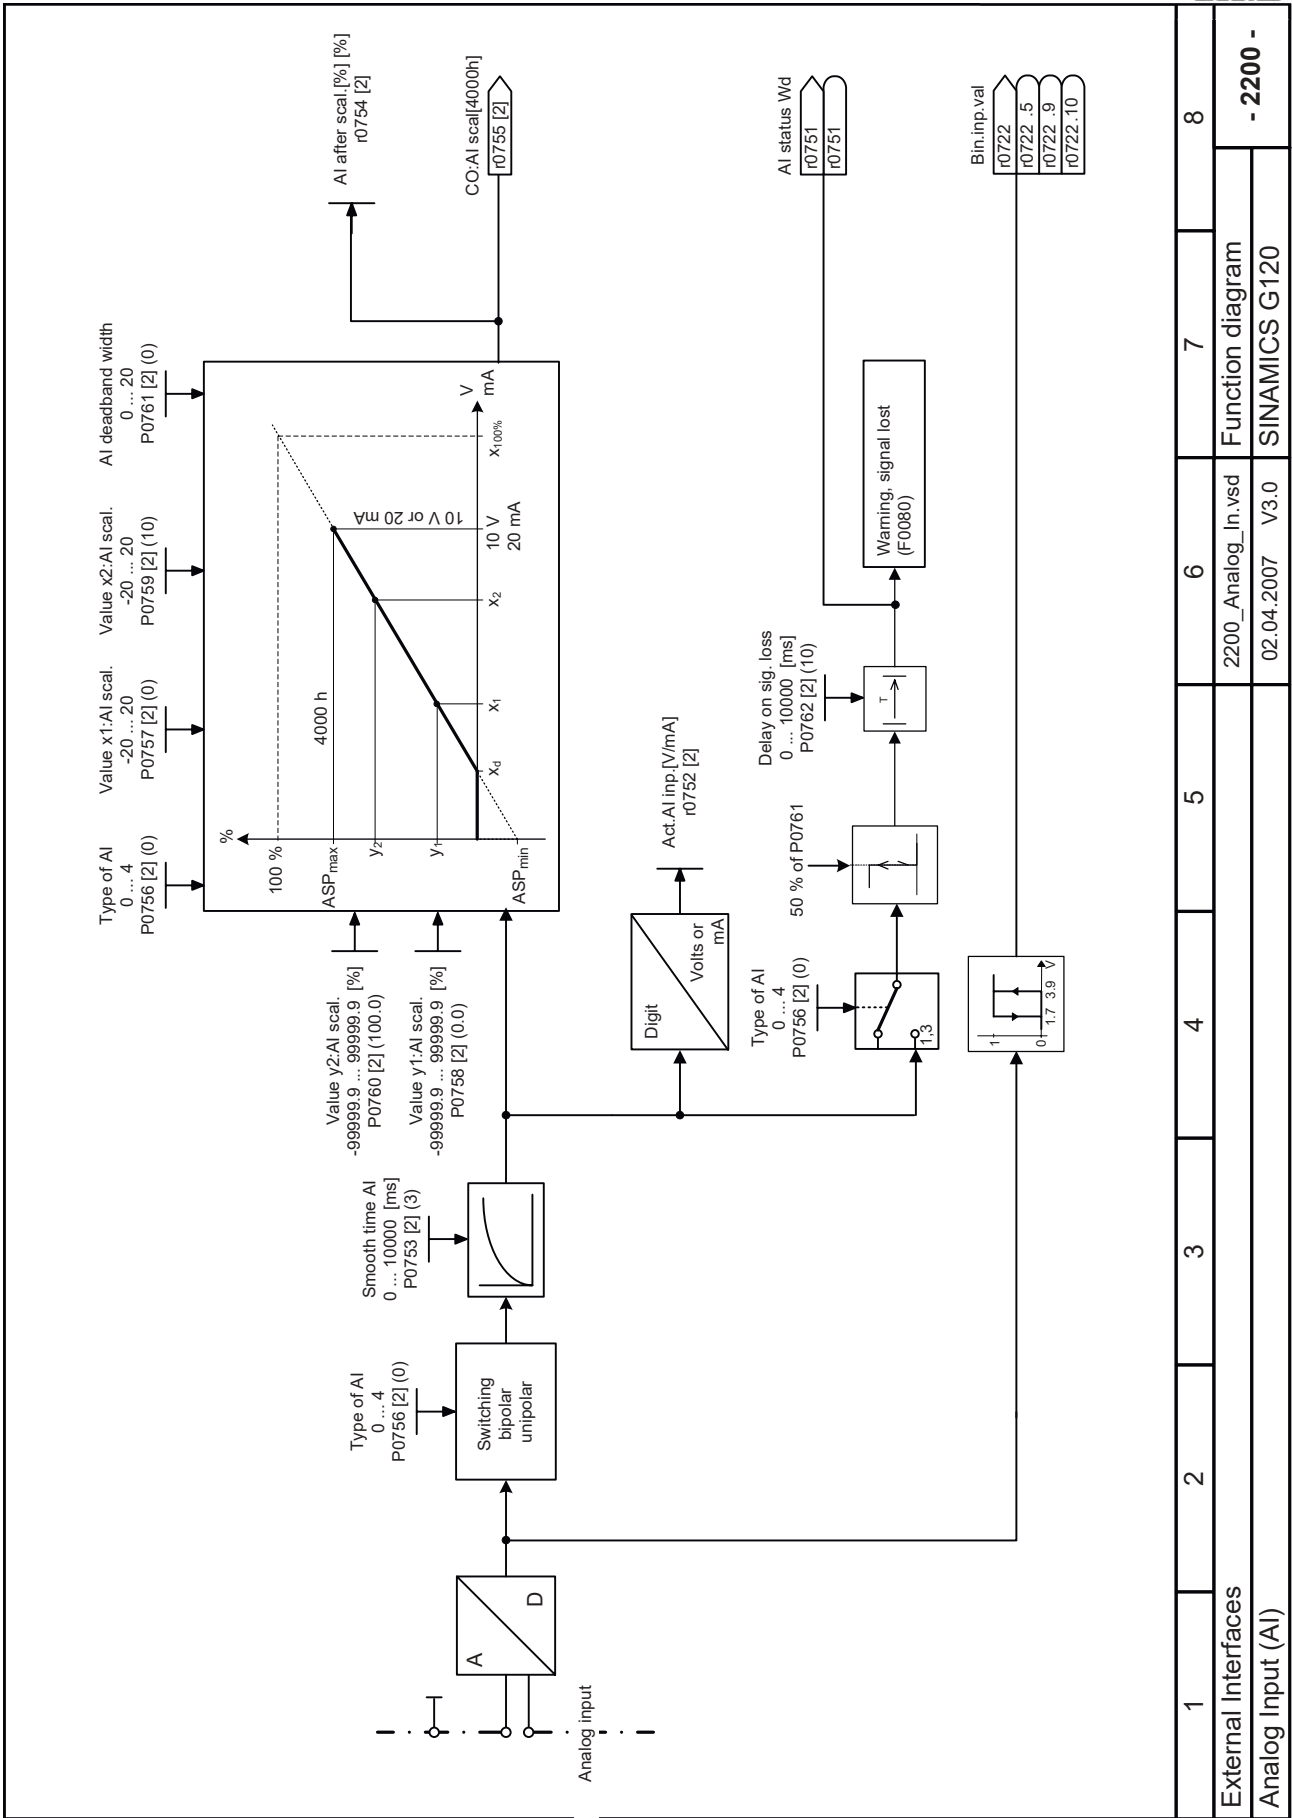 Analog input
A
D
Type of AI
0 ... 4
P0756 [2] (0)
Switching
bipolar
unipolar
Smooth time AI
0 ... 10000 [ms]
P0753 [2] (3)
Value y2:AI scal.
-99999.9 ... 99999.9 [%]
P0760 [2] (100.0)
Value y1:AI scal.
-99999.9 ... 99999.9 [%]
P0758 [2] (0.0)
Type of AI
0 ... 4
P0756 [2] (0)
Value x1:AI scal.
-20 ... 20
P0757 [2] (0)
Value x2:AI scal.
-20 ... 20
P0759 [2] (10)
AI deadband width
0 ... 20
P0761 [2] (0)
%
100 %
ASPmax
y2
y1
ASPmin
4000 h
10 V or 20 mA
xd
x1
x2
10 V
20 mA
x100%
V
mA
AI after scal.[%] [%]
r0754 [2]
CO:AI scal[4000h]
r0755 [2]
Digit
Volts or
mA
Act.AI inp.[V/mA]
r0752 [2]
Type of AI
0 ... 4
P0756 [2] (0)
1,3
50 % of P0761
Delay on sig. loss
0 ... 10000 [ms]
P0762 [2] (10)
T
Warning, signal lost
(F0080)
AI status Wd
r0751
r0751
1
0
1.7 3.9 V
Bin.inp.val
r0722
r0722 .5
r0722 .9
r0722.10
1 2 3 4 5 6 7 8
External Interfaces
2200_Analog_In.vsd
Function diagram
- 2200 -
Analog Input (AI)
02.04.2007 V3.0
SINAMICS G120